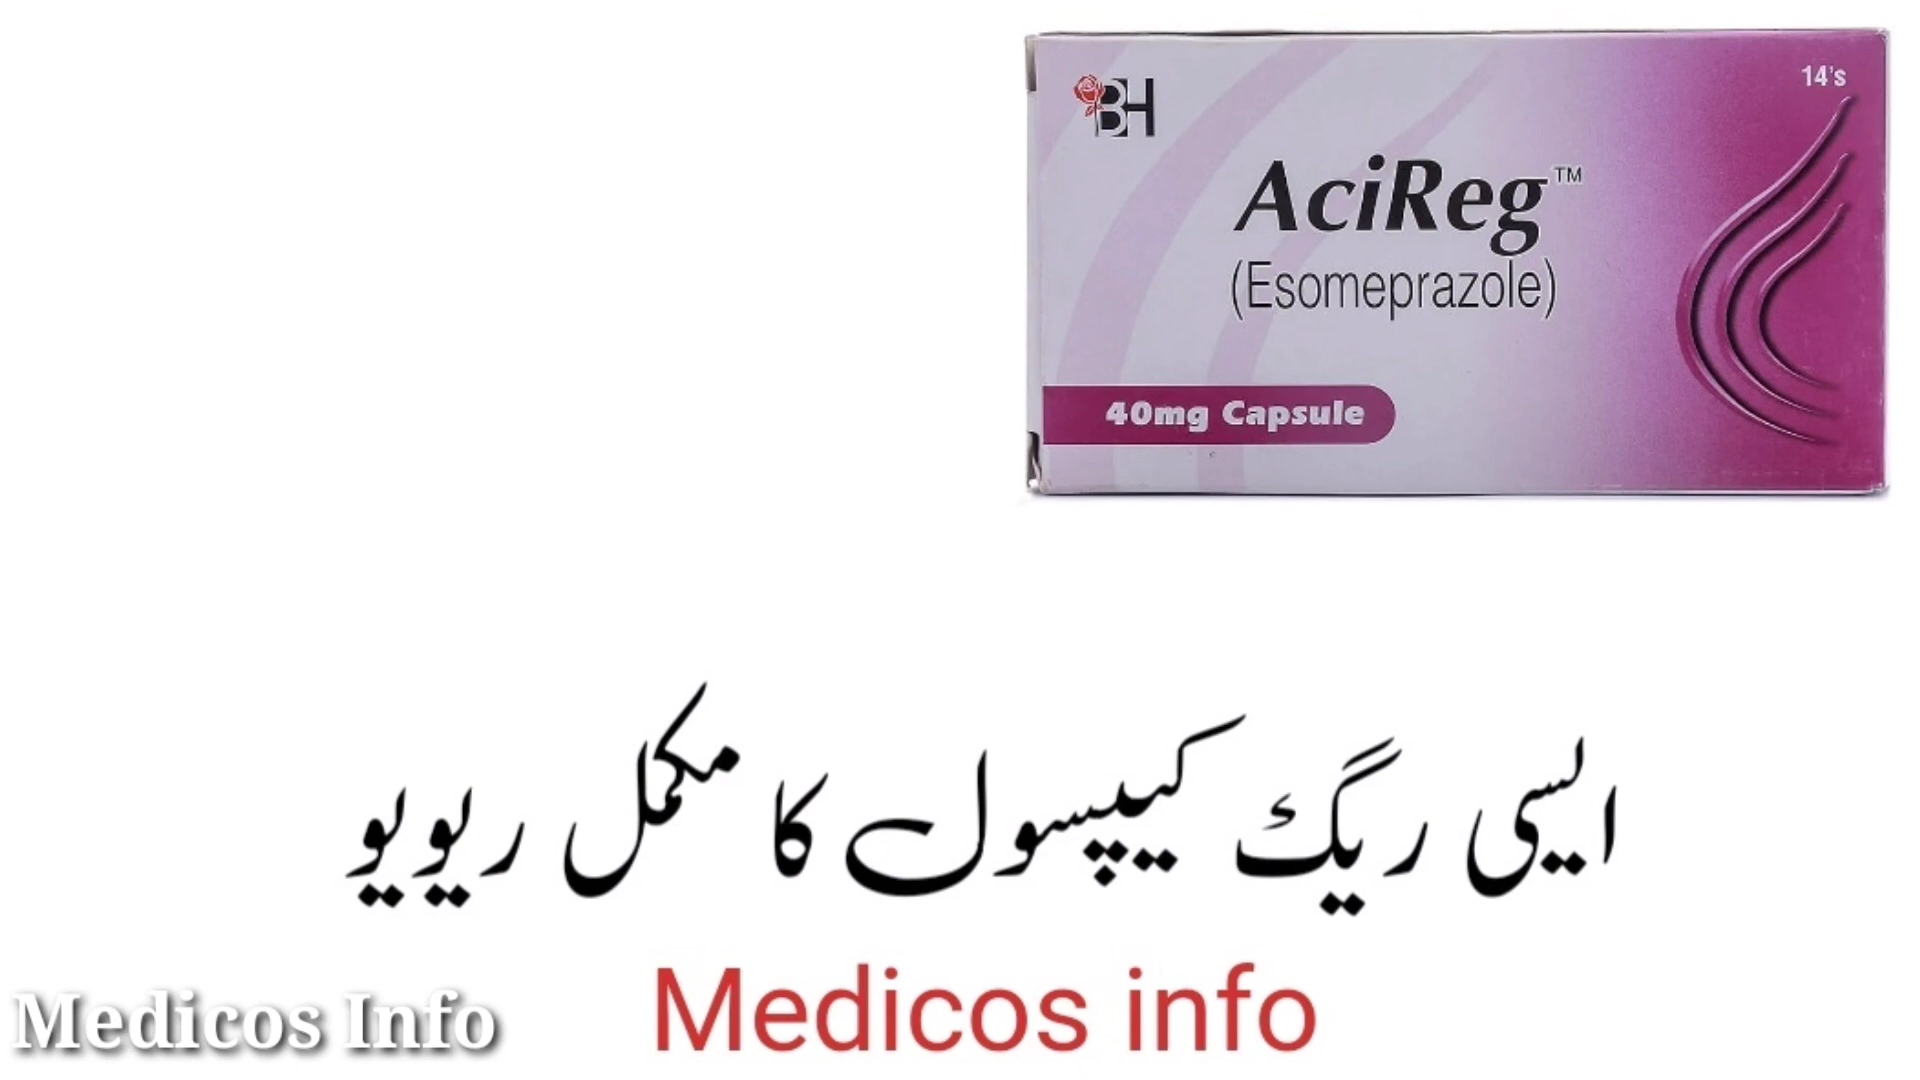 14's
BH
AciReg™
(Esomeprazole)
40mg Capsule
ایسی ریگ کیپسول کا مکمل ریویو
Medicos info
Medicos Info